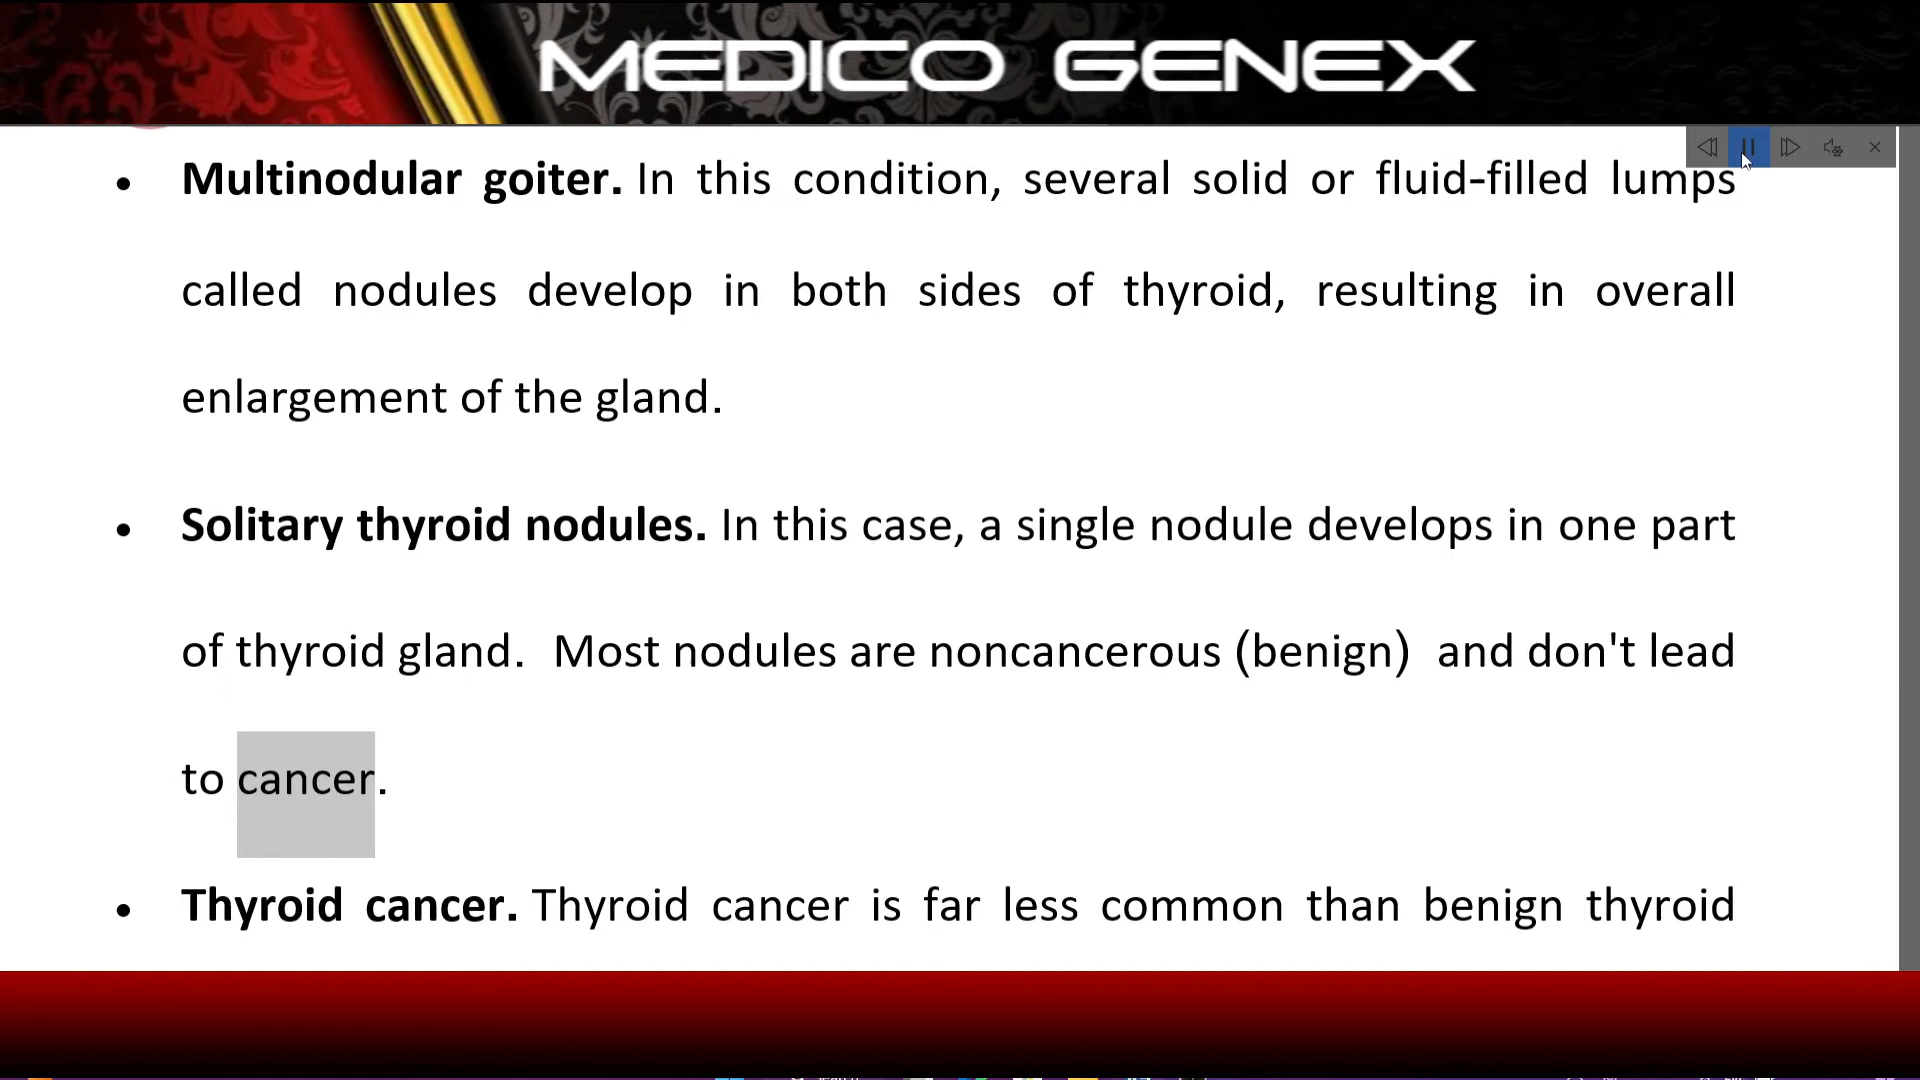 MEDICO GENEX
• Multinodular goiter. In this condition, several solid or fluid-filled lumps
called nodules develop in both sides of thyroid, resulting in overall
enlargement of the gland.
• Solitary thyroid nodules. In this case, a single nodule develops in one part
of thyroid gland. Most nodules are noncancerous (benign) and don't lead
to cancer.
• Thyroid cancer. Thyroid cancer is far less common than benign thyroid